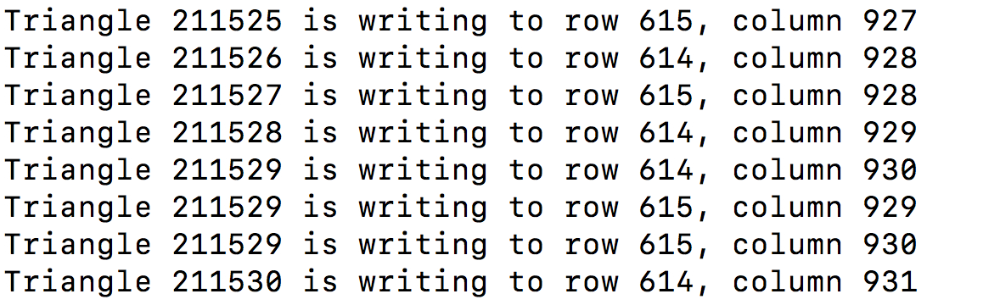 Triangle 211525 is writing to row 615, column 927
Triangle 211526 is writing to row 614, column 928
Triangle 211527 is writing to row 615, column 928
Triangle 211528 is writing to row 614, column 929
Triangle 211529 is writing to row 614, column 930
Triangle 211529 is writing to row 615, column 929
Triangle 211529 is writing to row 615, column 930
Triangle 211530 is writing to row 614, column 931